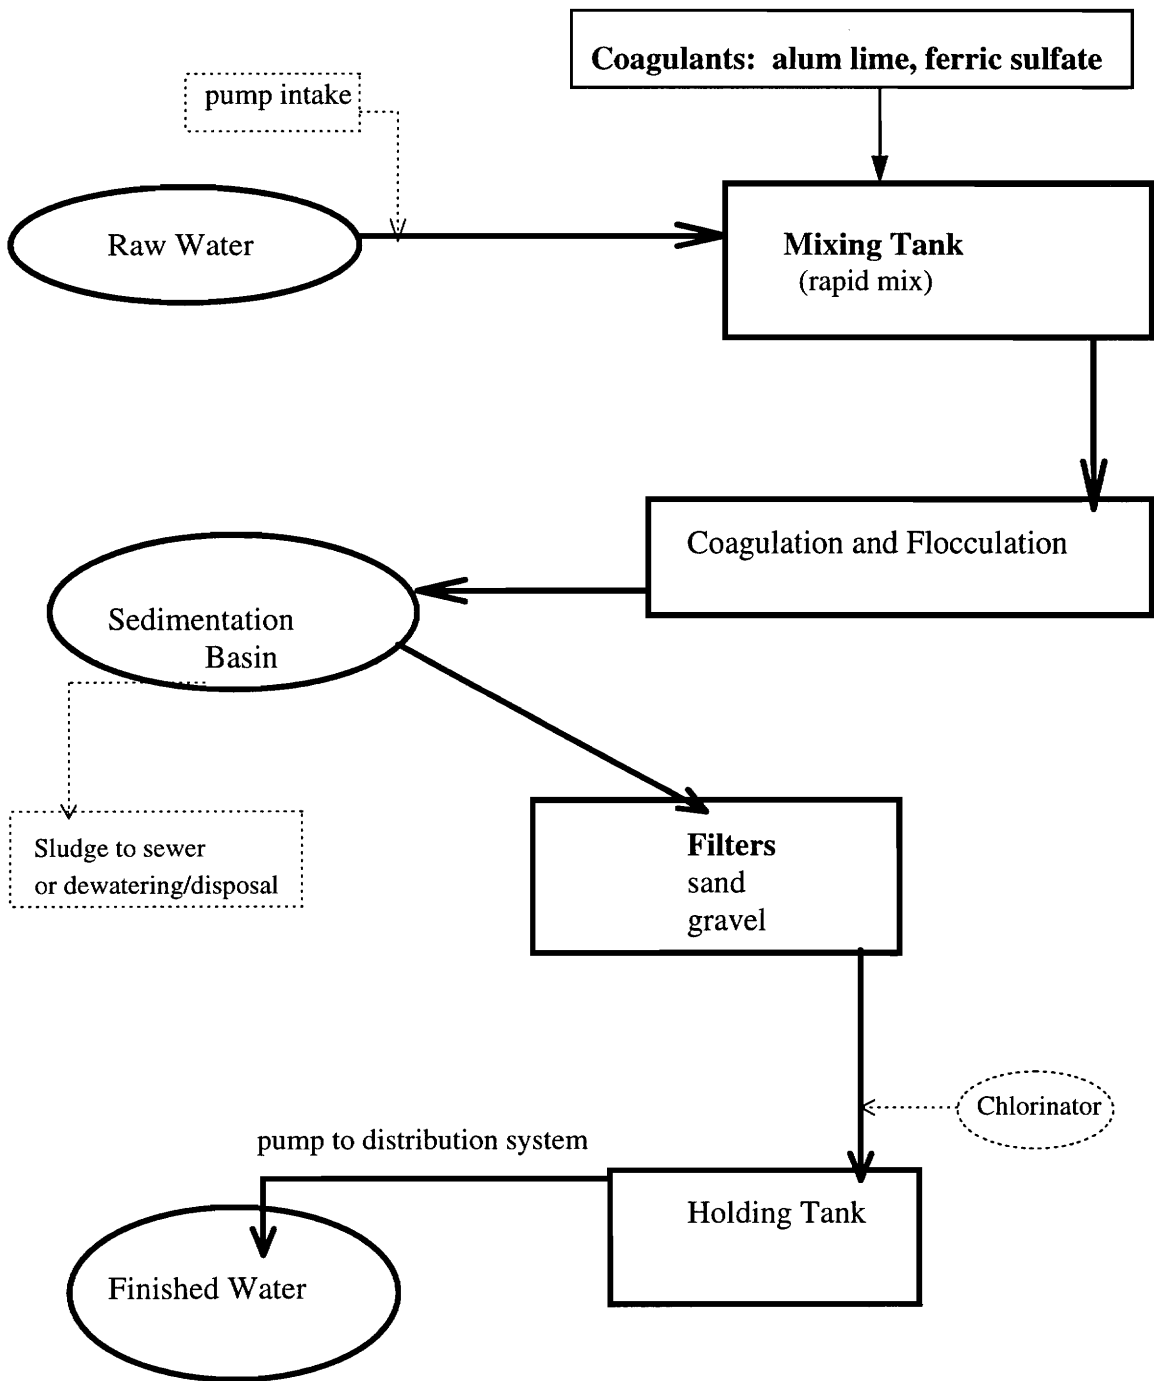 Coagulants: alum lime, ferric sulfate
pump intake
Raw Water
Mixing Tank
(rapid mix)
Coagulation and Flocculation
Sedimentation
Basin
Sludge to sewer
or dewatering/disposal
Filters
sand
gravel
Chlorinator
pump to distribution system
Holding Tank
Finished Water